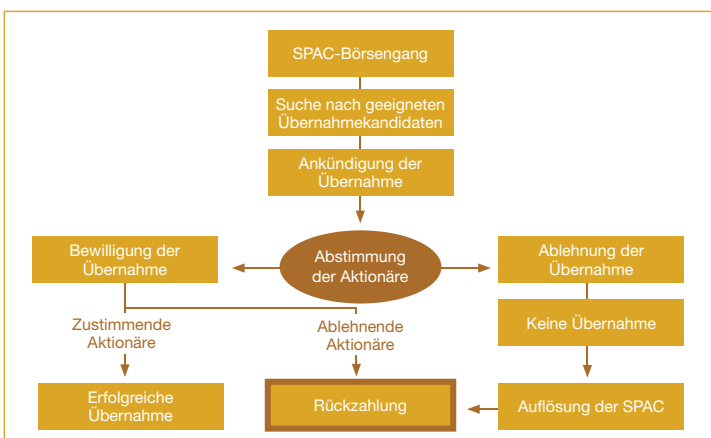 SPAC-Börsengang
Suche nach geeigneten
Übernahmekandidaten
Ankündigung der
Übernahme
Bewilligung der
Übernahme
Abstimmung
der Aktionäre
Ablehnung der
Übernahme
Zustimmende
Aktionäre
Ablehnende
Aktionäre
Keine Übernahme
Erfolgreiche
Übernahme
Rückzahlung
Auflösung der SPAC